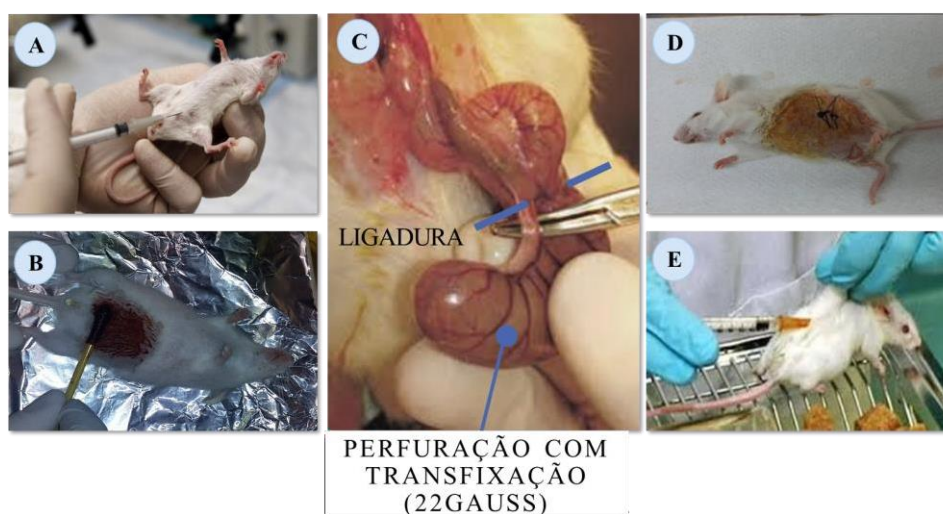 A
B
C
LIGADURA
PERFURAÇÃO COM
TRANSFIXAÇÃO
(22GAUSS)
D
E